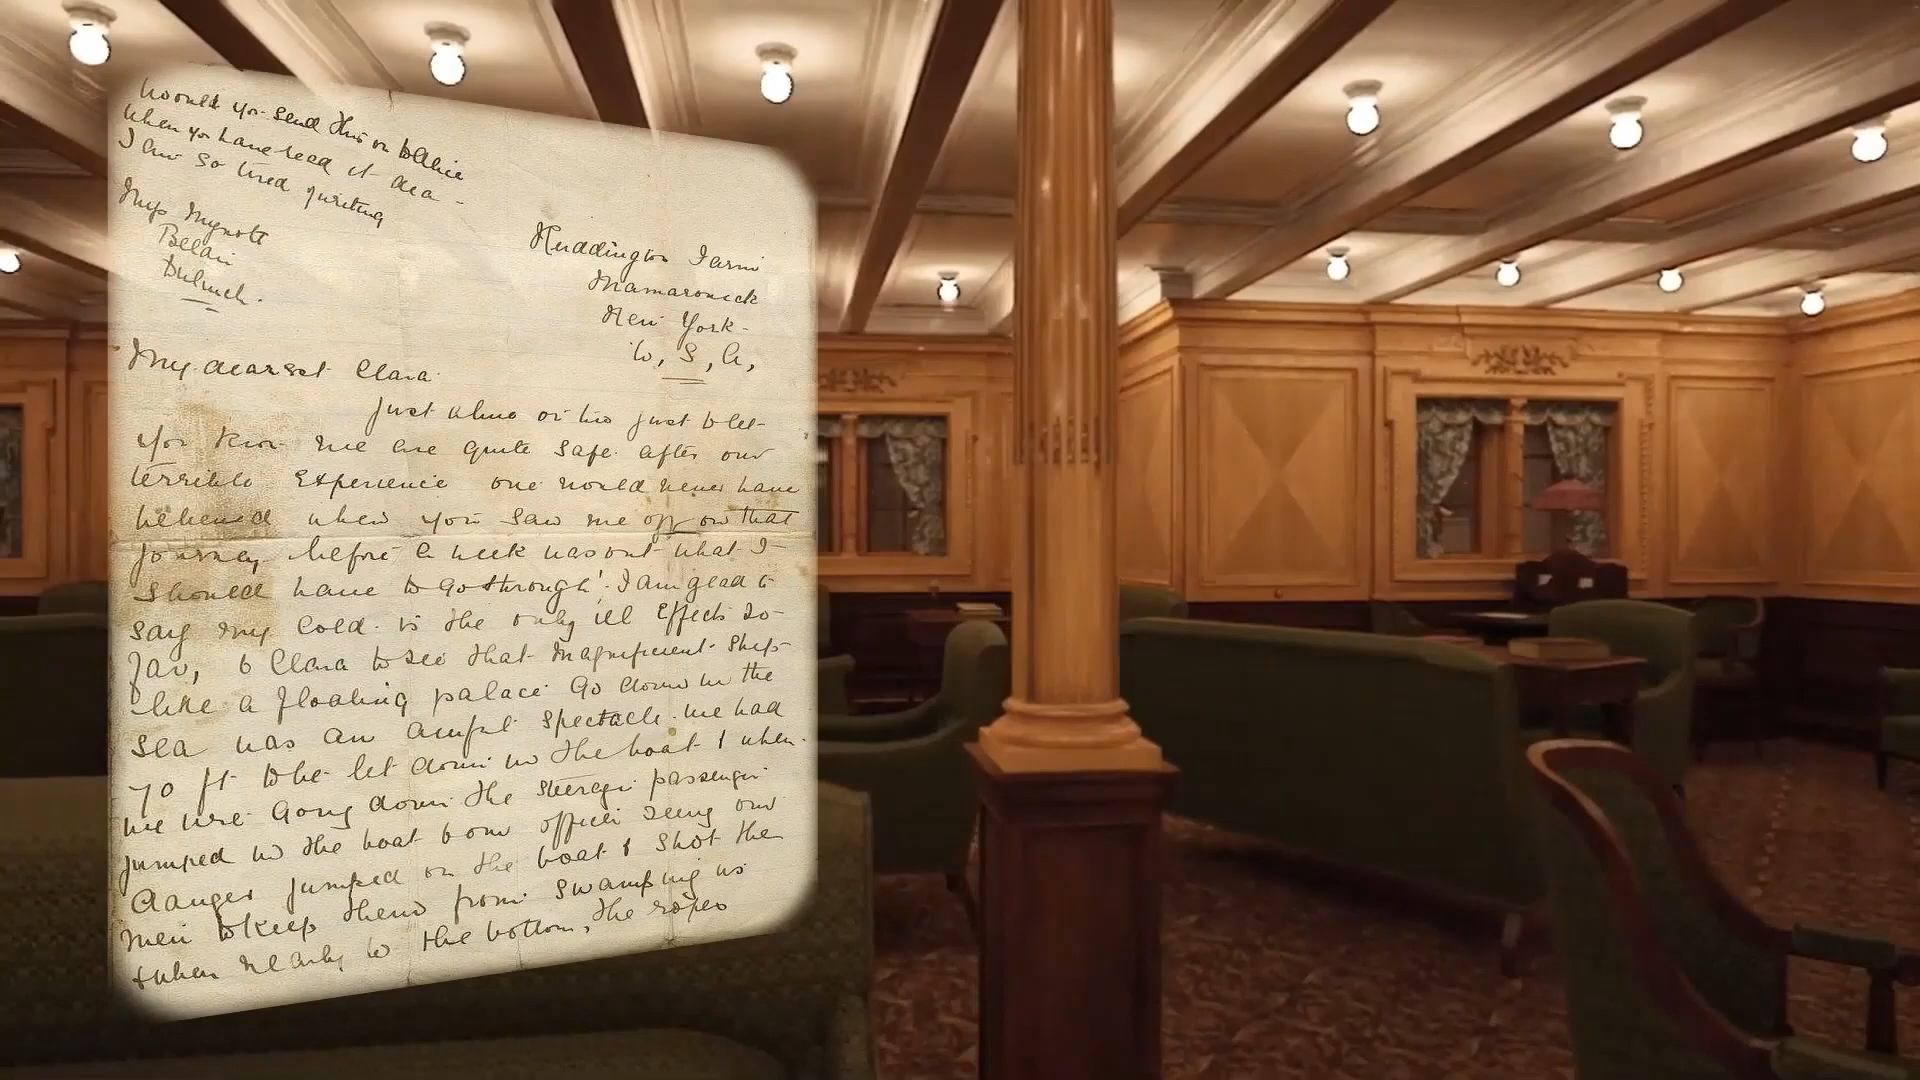 Would you send this on to Alice
when you have read it dea -
I am so tired writing
Miss Mynott
Belair
Dulwich.
Heddington Farm
Mamaroneck
New York -
U, S, A,
My dearest Clara
Just a line or two just to let
you know we are quite safe after our
terrible Experience one would never have
believed when you saw me off on that
journey before a week was out what I
should have to go through! I am glad to
say my Cold is the only ill Effects so
far, O Clara to see that Magnificent Ship
like a floating palace Go down in the
sea was an awful spectacle. we had
70 ft to be let down in the boat & when
we were Going down the steerage passenger
jumped in the boat & our officer seeing our
danger jumped on the boat & shot the
men to keep them from swamping us
& when nearly to the bottom, the ropes